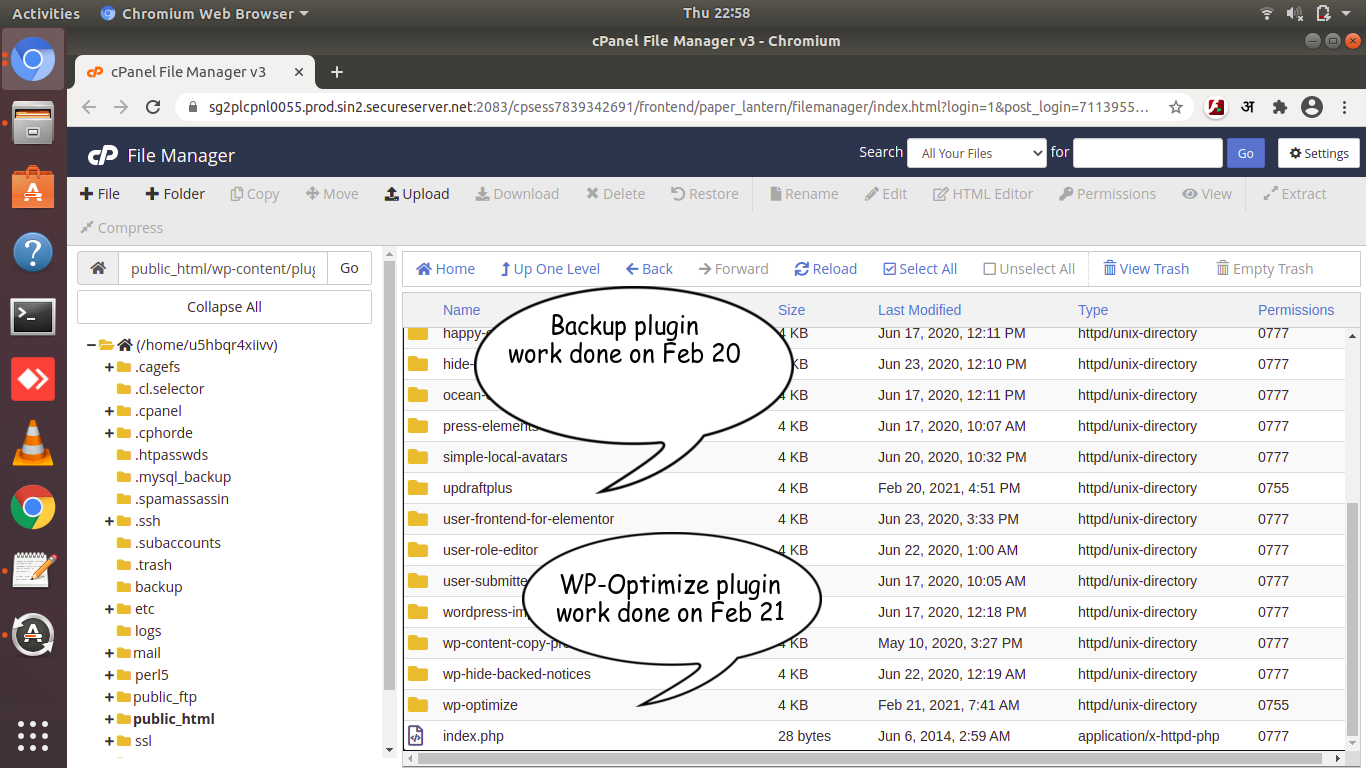 Activities Chromium Web Browser Thu 22:58
cPanel File Manager v3 - Chromium
cPanel File Manager v3
sg2plcpnl0055.prod.sin2.secureserver.net:2083/cpsess7839342691/frontend/paper_lantern/filemanager/index.html?login=1&post_login=7113955... अ
cP File Manager Search All Your Files for Go Settings
File Folder Copy Move Upload Download Delete Restore Rename Edit HTML Editor Permissions View Extract
Compress
public_html/wp-content/plug Go
Collapse All
(/home/u5hbqr4xiivv)
.cagefs
.cl.selector
.cpanel
.cphorde
.htpasswds
.mysql_backup
.spamassassin
.ssh
.subaccounts
.trash
backup
etc
logs
mail
perl5
public_ftp
public_html
ssl
Home Up One Level Back Forward Reload Select All Unselect All View Trash Empty Trash
Name Size Last Modified Type Permissions
happy- 4 KB Jun 17, 2020, 12:11 PM httpd/unix-directory 0777
hide- KB Jun 23, 2020, 12:10 PM httpd/unix-directory 0777
ocean- KB Jun 17, 2020, 12:11 PM httpd/unix-directory 0777
press-elements 4 KB Jun 17, 2020, 10:07 AM httpd/unix-directory 0777
simple-local-avatars 4 KB Jun 20, 2020, 10:32 PM httpd/unix-directory 0777
updraftplus 4 KB Feb 20, 2021, 4:51 PM httpd/unix-directory 0755
user-frontend-for-elementor 4 KB Jun 23, 2020, 3:33 PM httpd/unix-directory 0777
user-role-editor 4 KB Jun 22, 2020, 1:00 AM httpd/unix-directory 0777
user-submitte KB Jun 17, 2020, 10:05 AM httpd/unix-directory 0777
wordpress-im KB Jun 17, 2020, 12:18 PM httpd/unix-directory 0777
wp-content-copy-pr KB May 10, 2020, 3:27 PM httpd/unix-directory 0777
wp-hide-backed-notices 4 KB Jun 22, 2020, 12:19 AM httpd/unix-directory 0777
wp-optimize 4 KB Feb 21, 2021, 7:41 AM httpd/unix-directory 0755
index.php 28 bytes Jun 6, 2014, 2:59 AM application/x-httpd-php 0777
Backup plugin
work done on Feb 20
WP-Optimize plugin
work done on Feb 21